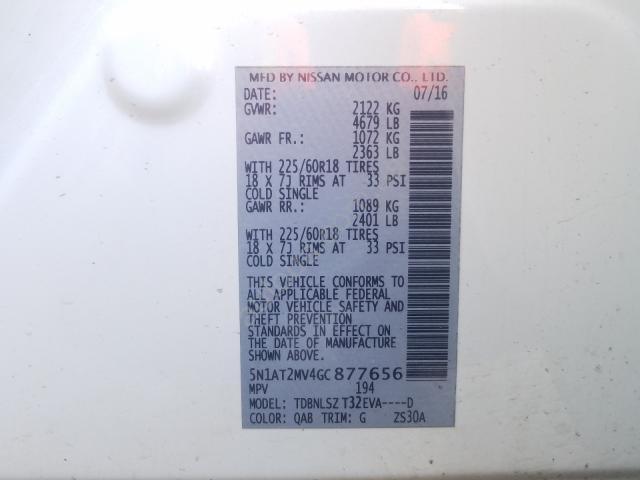 MFD BY NISSAN MOTOR CO., LTD.
DATE: 07/16
GVWR: 2122 KG
4679 LB
GAWR FR.: 1072 KG
2363 LB
WITH 225/60R18 TIRES
18 X 7J RIMS AT 33 PSI
COLD SINGLE
GAWR RR.: 1089 KG
2401 LB
WITH 225/60R18 TIRES
18 X 7J RIMS AT 33 PSI
COLD SINGLE
THIS VEHICLE CONFORMS TO
ALL APPLICABLE FEDERAL
MOTOR VEHICLE SAFETY AND
THEFT PREVENTION
STANDARDS IN EFFECT ON
THE DATE OF MANUFACTURE
SHOWN ABOVE.
5N1AT2MV4GC877656
MPV 194
MODEL: TDBNLSZ T32EVA----D
COLOR: QAB TRIM: G ZS30A